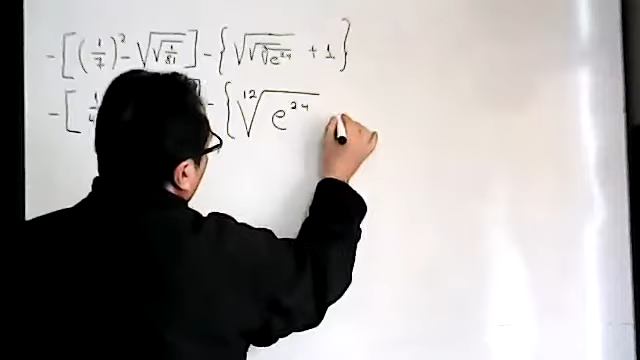 - [(1/7)² - √√1/81] - {√√∛e²⁴ + 1}
- [1/4 - { ¹²√e²⁴